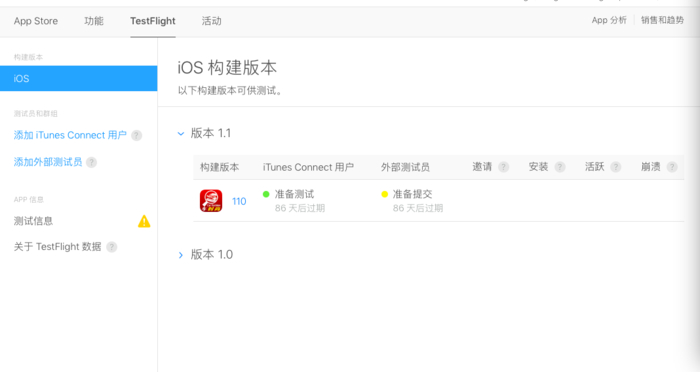 App Store 功能 TestFlight 活动 App 分析 销售和趋势
构建版本
iOS
测试员和群组
添加 iTunes Connect 用户 ?
添加外部测试员 ?
APP 信息
测试信息
关于 TestFlight 数据 ?
iOS 构建版本
以下构建版本可供测试。
版本 1.1
构建版本 iTunes Connect 用户 外部测试员 邀请 ? 安装 ? 活跃 ? 崩溃 ?
110 准备测试 准备提交
86 天后过期 86 天后过期
版本 1.0